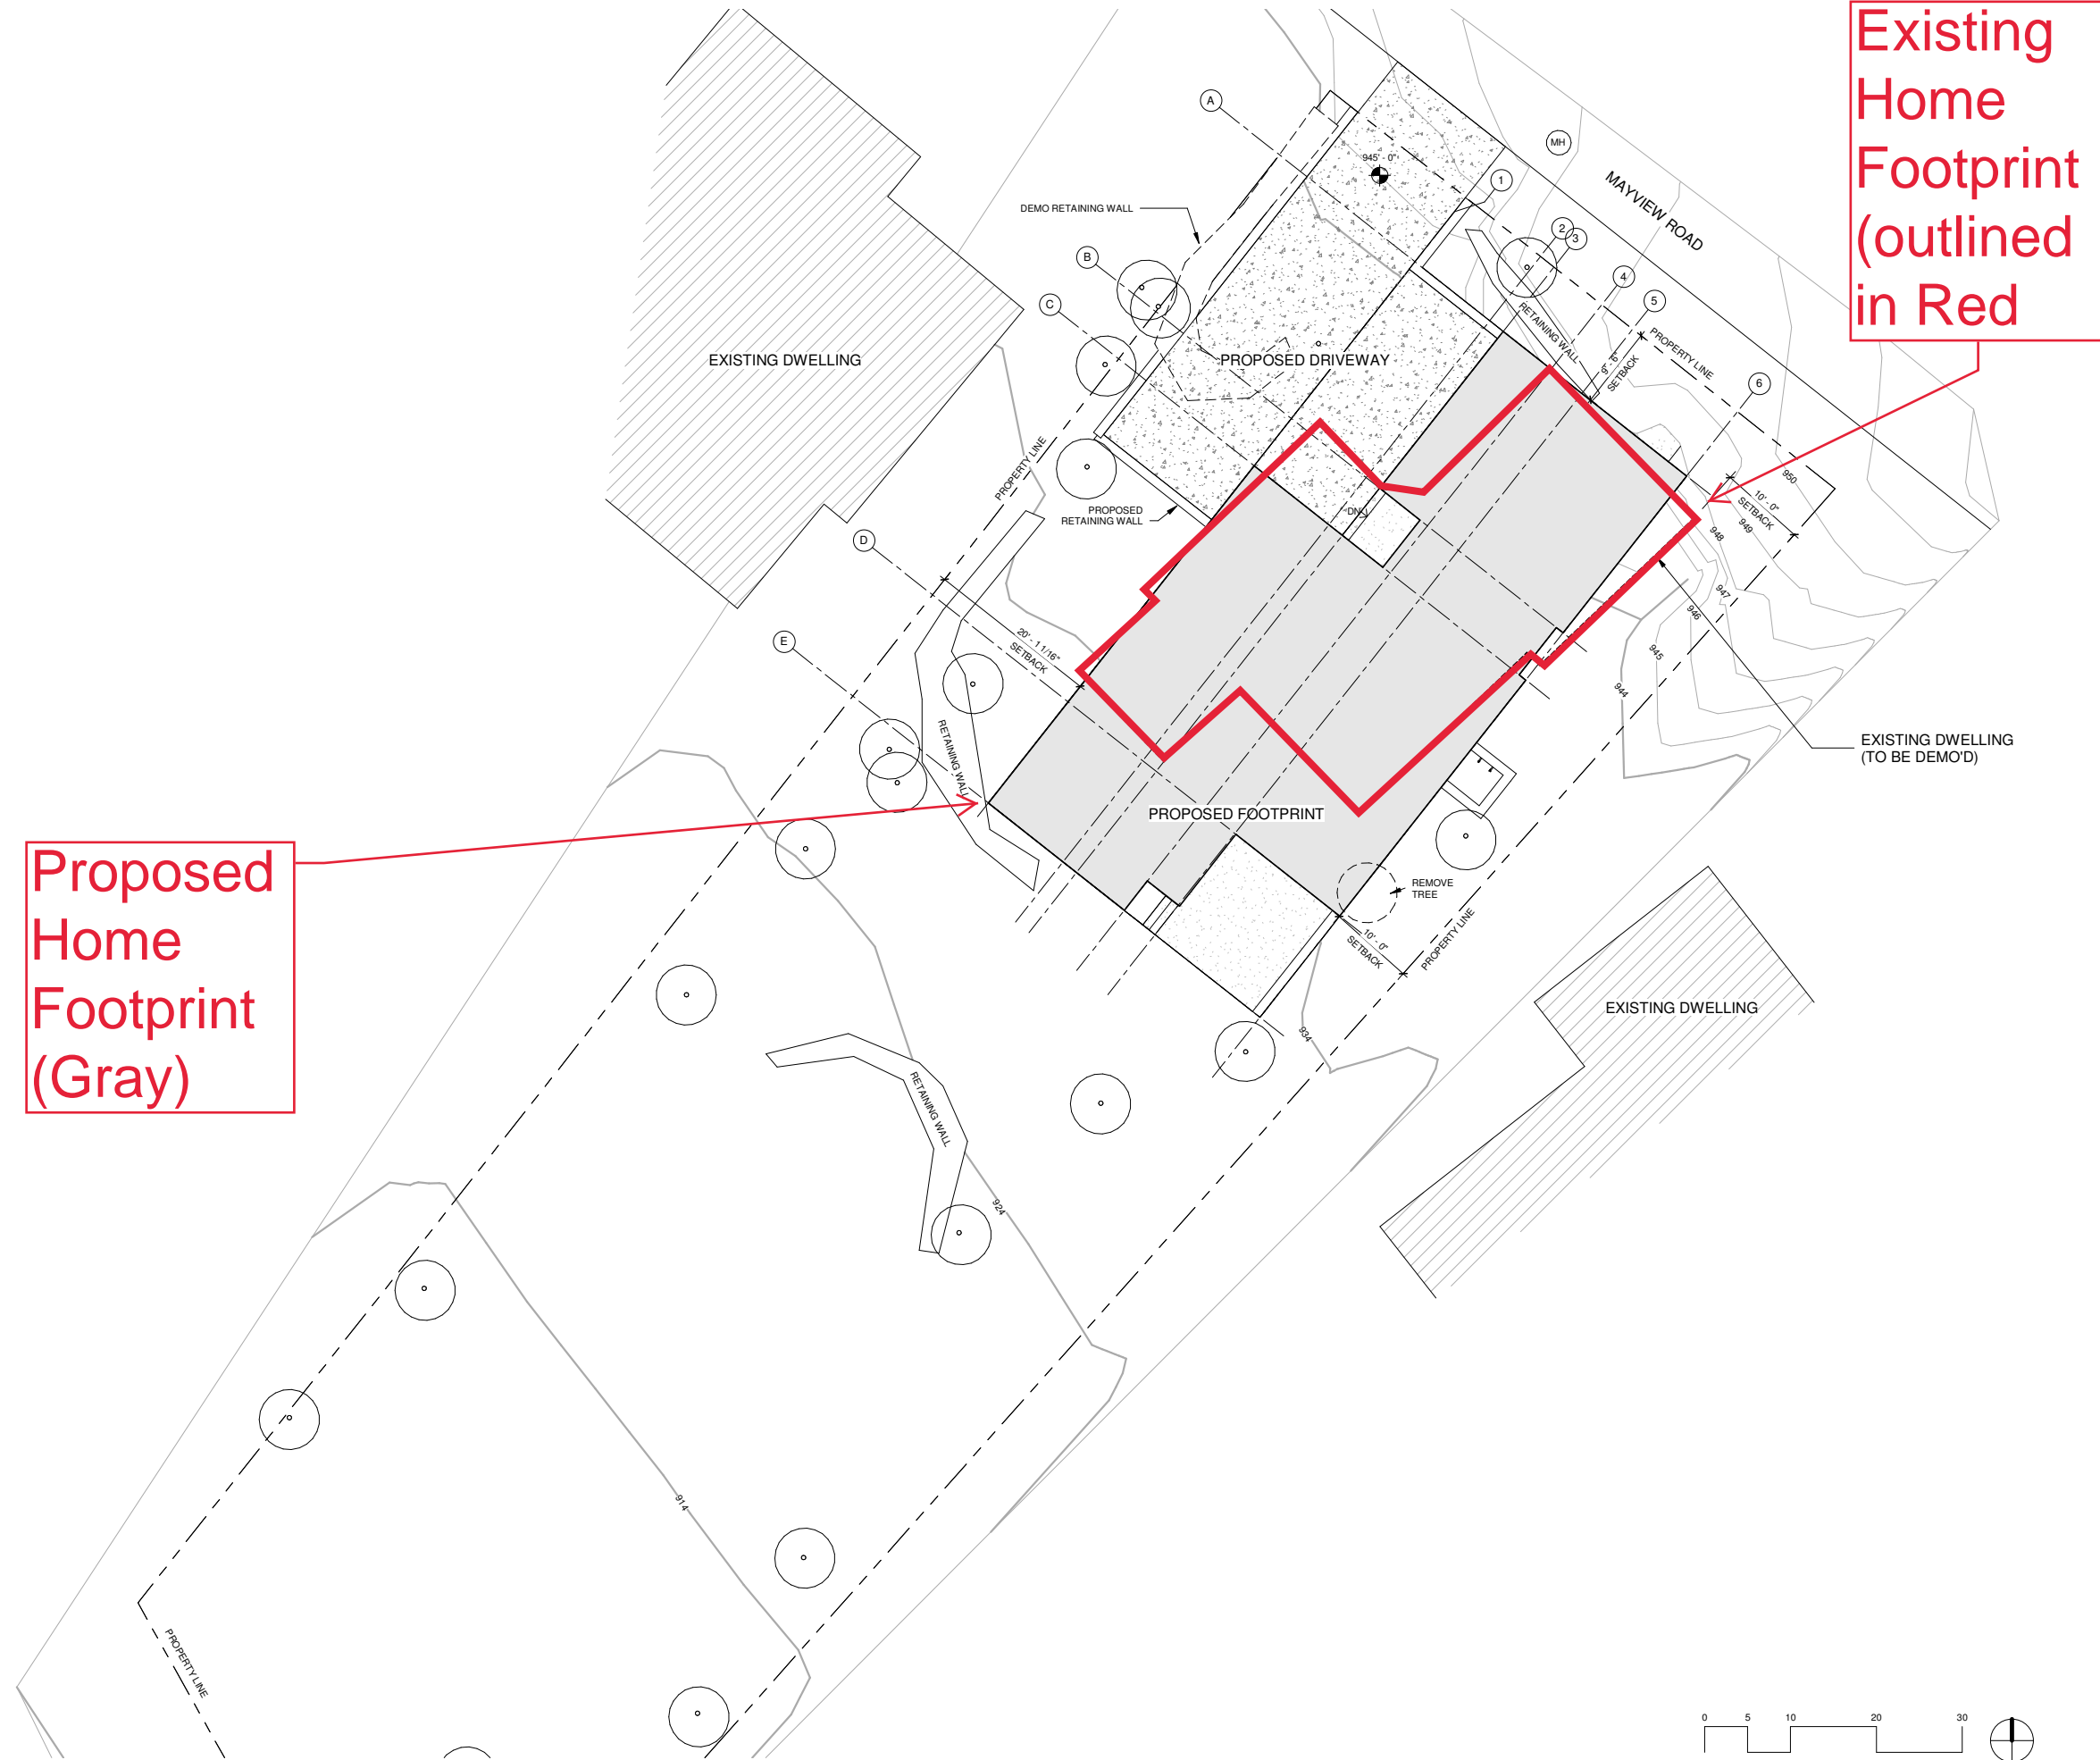 Existing
Home
Footprint
(outlined
in Red
A
945' - 0"
MH
MAYVIEW ROAD
1
DEMO RETAINING WALL
2
3
B
4
C
5
RETAINING WALL
PROPERTY LINE
EXISTING DWELLING
PROPOSED DRIVEWAY
9' - 6"
SETBACK
6
PROPERTY LINE
950
10' - 0"
SETBACK
PROPOSED
RETAINING WALL
DN
949
948
D
947
946
945
944
E
20' - 1 1/16"
SETBACK
RETAINING WALL
EXISTING DWELLING
(TO BE DEMO'D)
PROPOSED FOOTPRINT
Proposed
Home
Footprint
(Gray)
REMOVE
TREE
10' - 0"
SETBACK
PROPERTY LINE
EXISTING DWELLING
934
RETAINING WALL
924
914
PROPERTY LINE
0 5 10 20 30